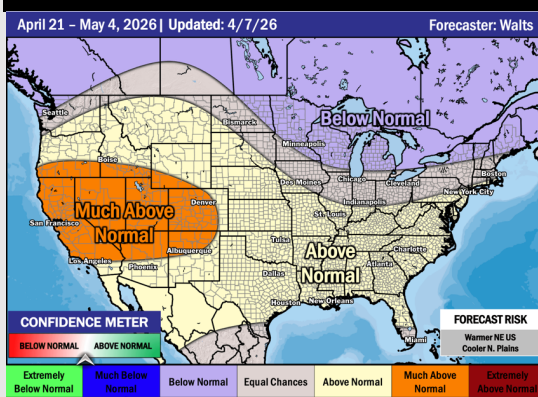 April 21 – May 4, 2026 | Updated: 4/7/26
Forecaster: Walts
Seattle
Bismarck
Below Normal
Minneapolis
Boise
Boston
Chicago
Cleveland
Des Moines
New York City
Denver
Indianapolis
Much Above
Normal
St. Louis
San Francisco
Tulsa
Above
Normal
Charlotte
Albuquerque
Los Angeles
Phoenix
Atlanta
Dallas
Houston
New Orleans
Miami
CONFIDENCE METER
BELOW NORMAL
ABOVE NORMAL
FORECAST RISK
Warmer NE US
Cooler N. Plains
Extremely
Below Normal
Much Below
Normal
Below Normal
Equal Chances
Above Normal
Much Above
Normal
Extremely
Above Normal